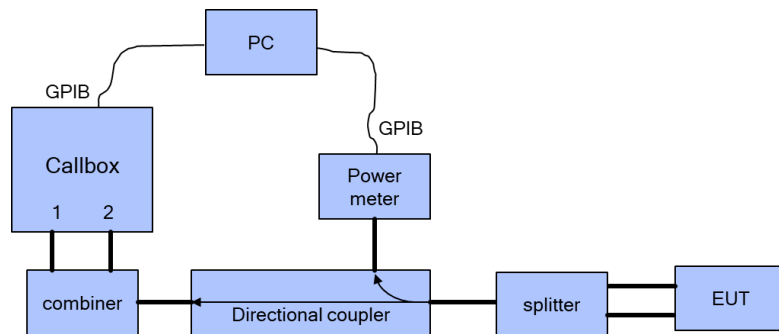 PC
GPIB
GPIB
Callbox
1 2
Power
meter
combiner
Directional coupler
splitter
EUT